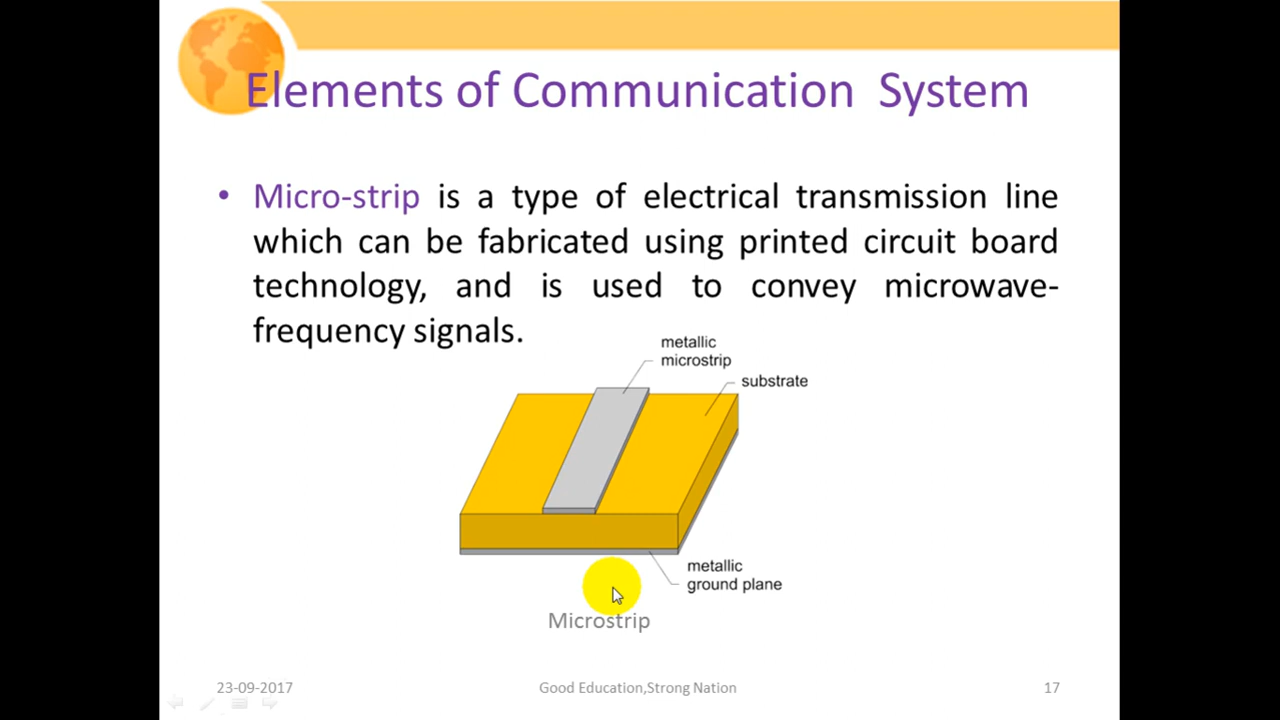 Elements of Communication System
• Micro-strip is a type of electrical transmission line
which can be fabricated using printed circuit board
technology, and is used to convey microwave-
frequency signals.
metallic
microstrip
substrate
metallic
ground plane
Microstrip
23-09-2017
Good Education,Strong Nation
17